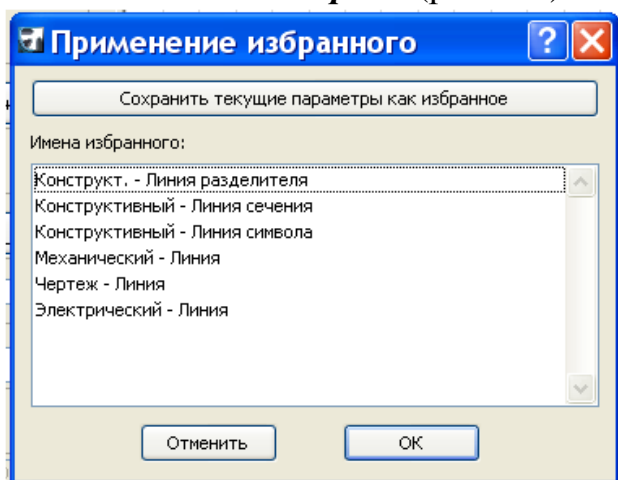 Применение избранного
Сохранить текущие параметры как избранное
Имена избранного:
Конструкт. - Линия разделителя
Конструктивный - Линия сечения
Конструктивный - Линия символа
Механический - Линия
Чертеж - Линия
Электрический - Линия
Отменить ОК